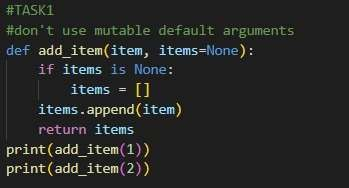 #TASK1
#don't use mutable default arguments
def add_item(item, items=None):
    if items is None:
        items = []
    items.append(item)
    return items
print(add_item(1))
print(add_item(2))